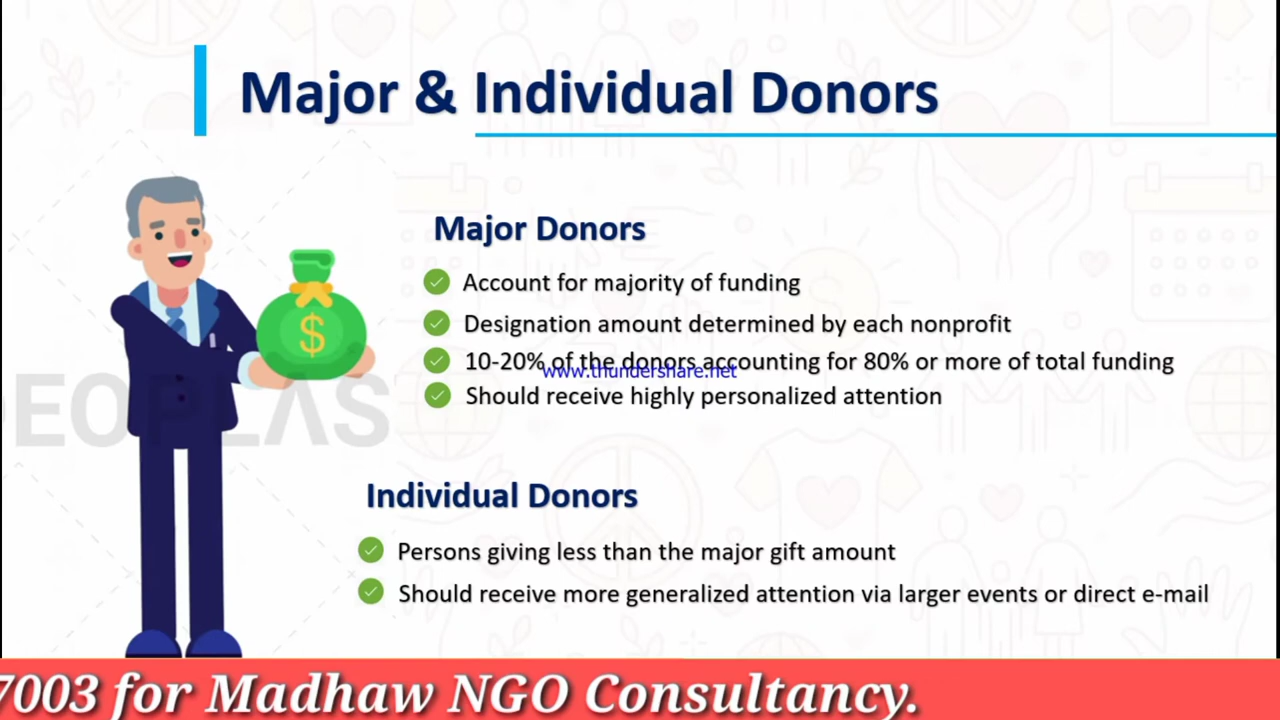 Major & Individual Donors
Major Donors
Account for majority of funding
Designation amount determined by each nonprofit
10-20% of the donors accounting for 80% or more of total funding
www.thundershare.net
Should receive highly personalized attention
Individual Donors
Persons giving less than the major gift amount
Should receive more generalized attention via larger events or direct e-mail
7003 for Madhaw NGO Consultancy.